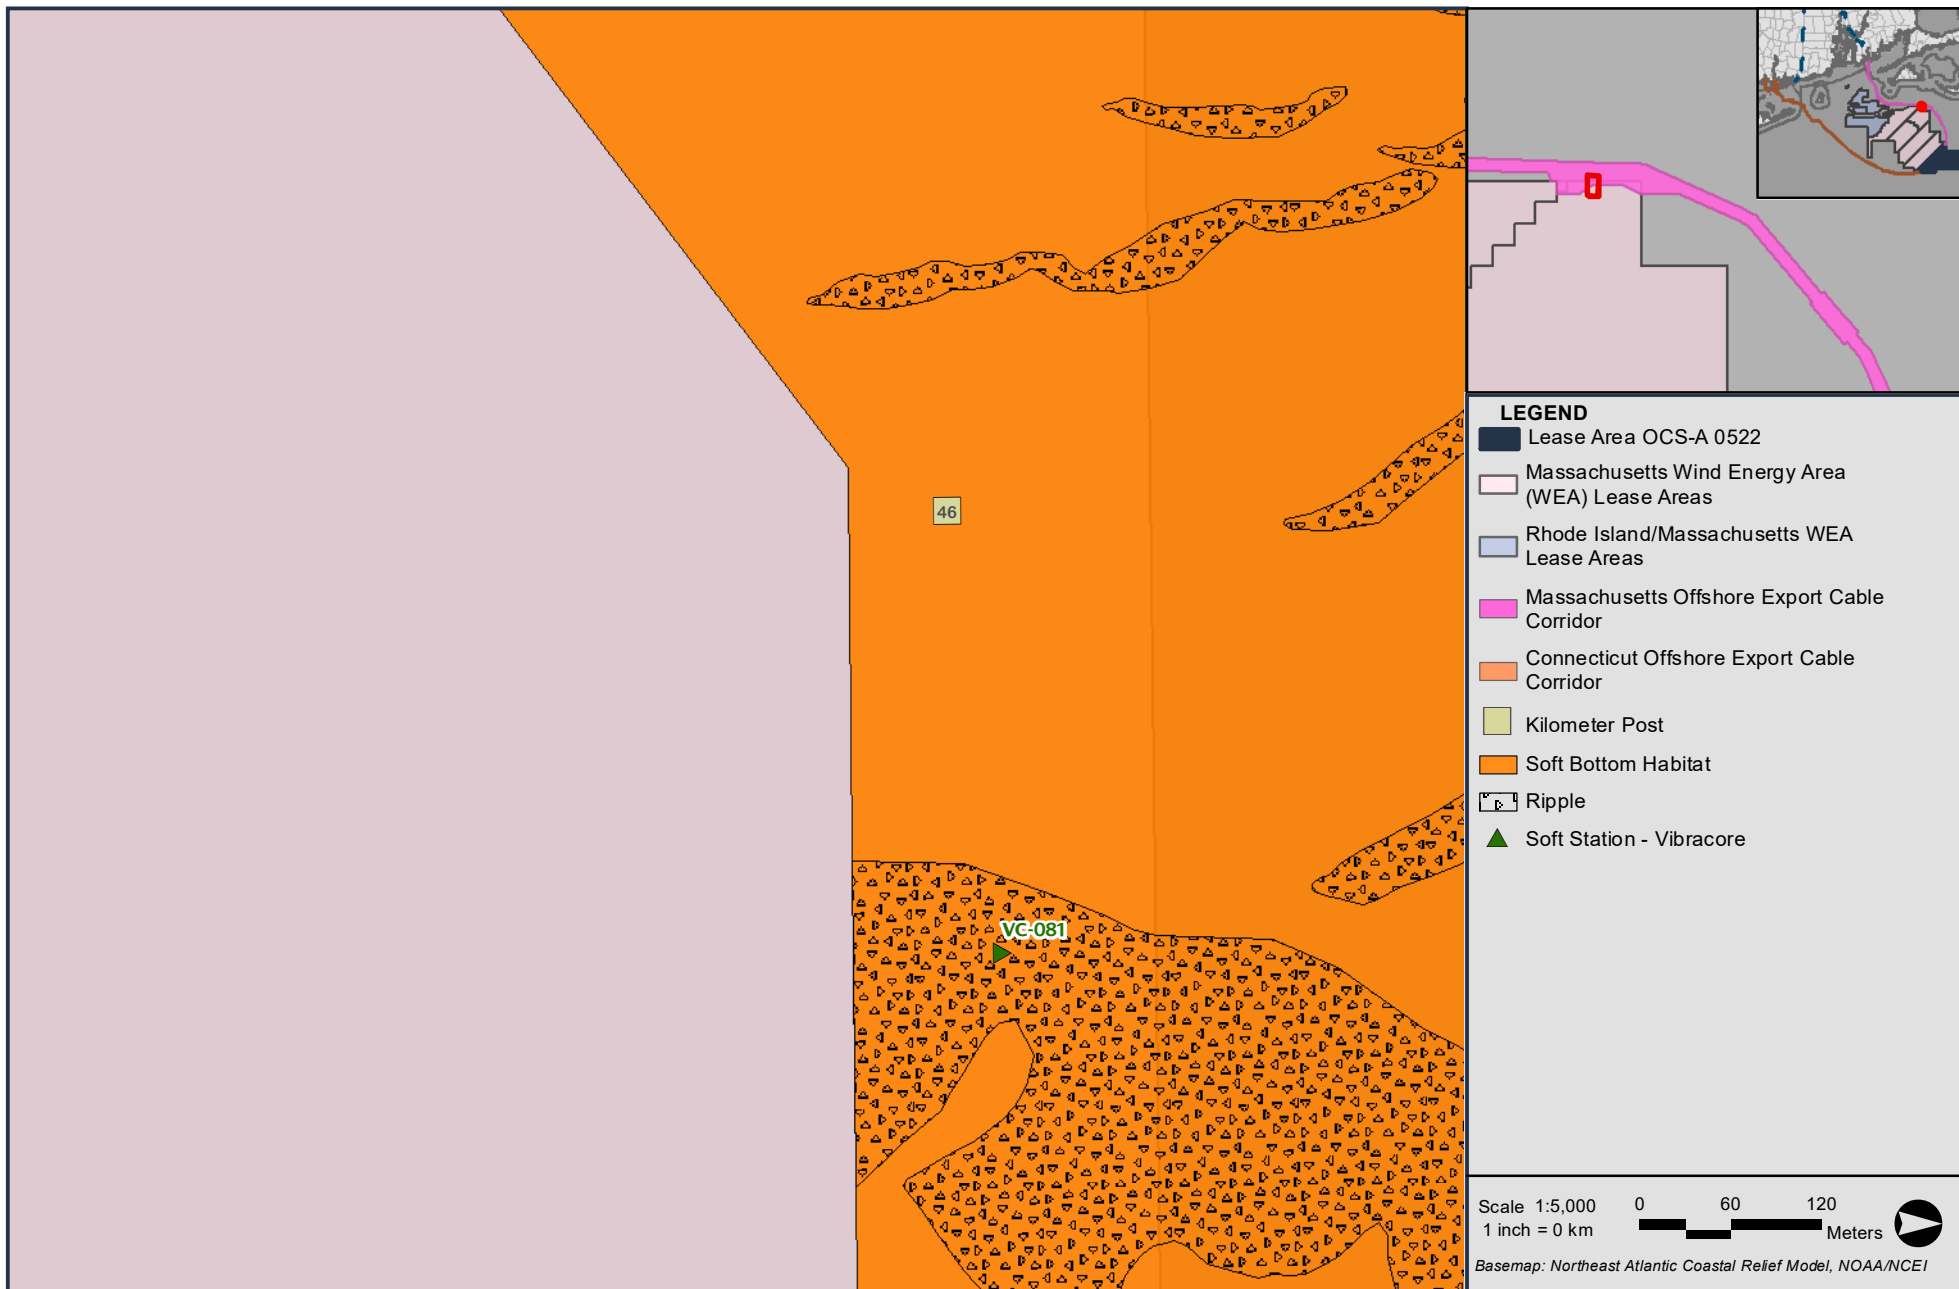 46
VC-081
LEGEND
Lease Area OCS-A 0522
Massachusetts Wind Energy Area
(WEA) Lease Areas
Rhode Island/Massachusetts WEA
Lease Areas
Massachusetts Offshore Export Cable
Corridor
Connecticut Offshore Export Cable
Corridor
Kilometer Post
Soft Bottom Habitat
Ripple
Soft Station - Vibracore
Scale 1:5,000
1 inch = 0 km
0 60 120
Meters
Basemap: Northeast Atlantic Coastal Relief Model, NOAA/NCEI